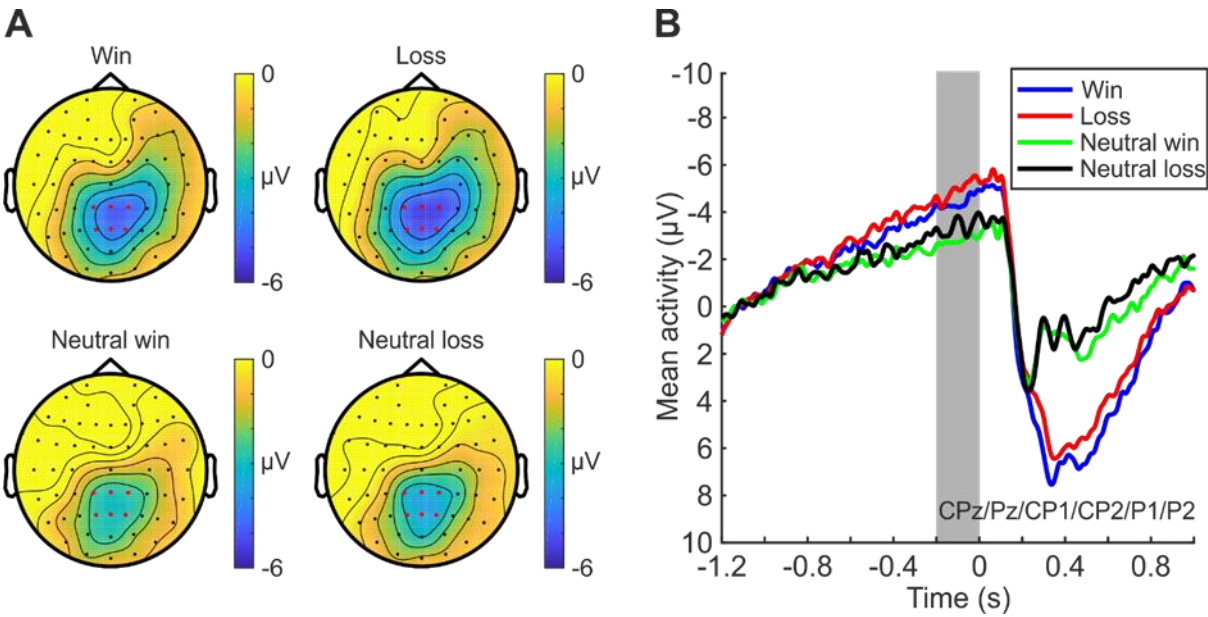 A
Win
Loss
0
μV
-6
0
μV
-6
Neutral win
Neutral loss
0
μV
-6
0
μV
-6
B
Mean activity (μV)
-10
-8
-6
-4
-2
0
2
4
6
8
10
Win
Loss
Neutral win
Neutral loss
CPz/Pz/CP1/CP2/P1/P2
-1.2 -0.8 -0.4 0 0.4 0.8
Time (s)